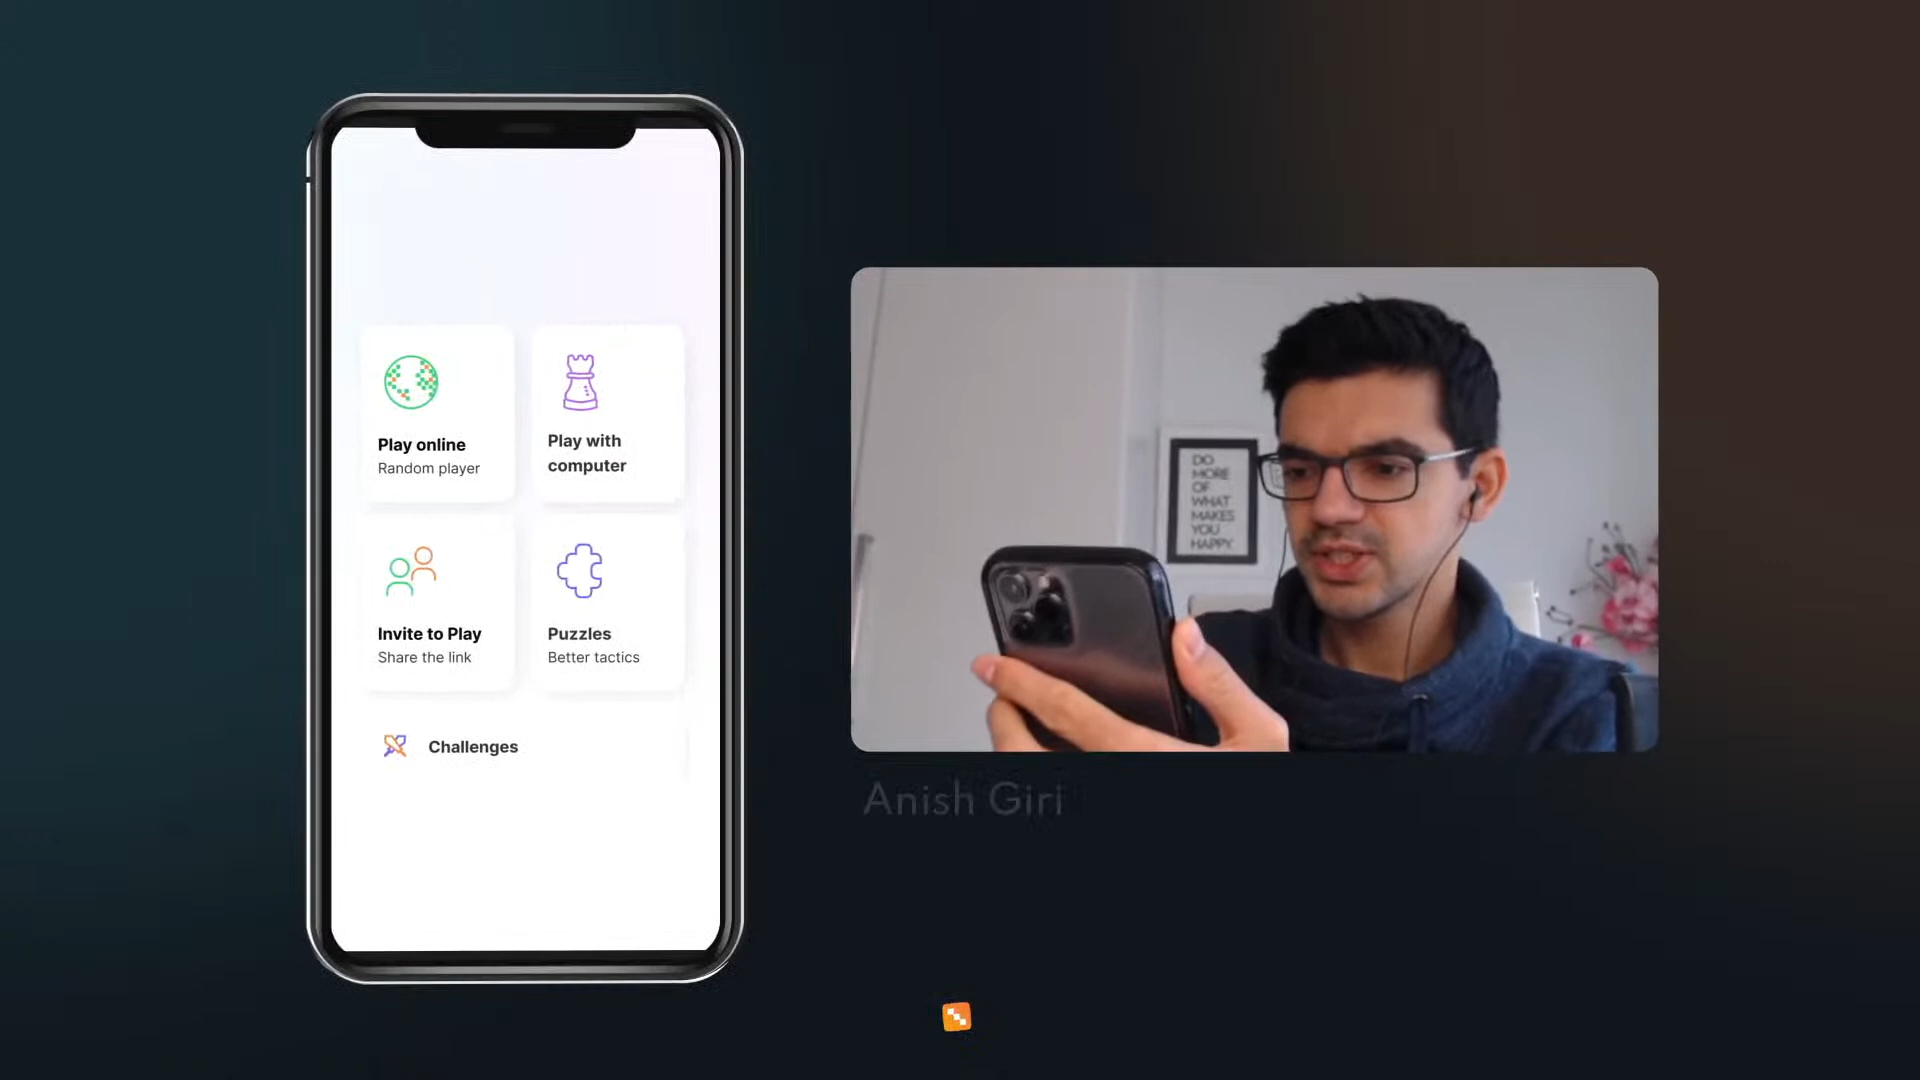 Play online
Random player
Play with
computer
Invite to Play
Share the link
Puzzles
Better tactics
Challenges
DO
MORE
OF
WHAT
MAKES
YOU
HAPPY.
Anish Giri